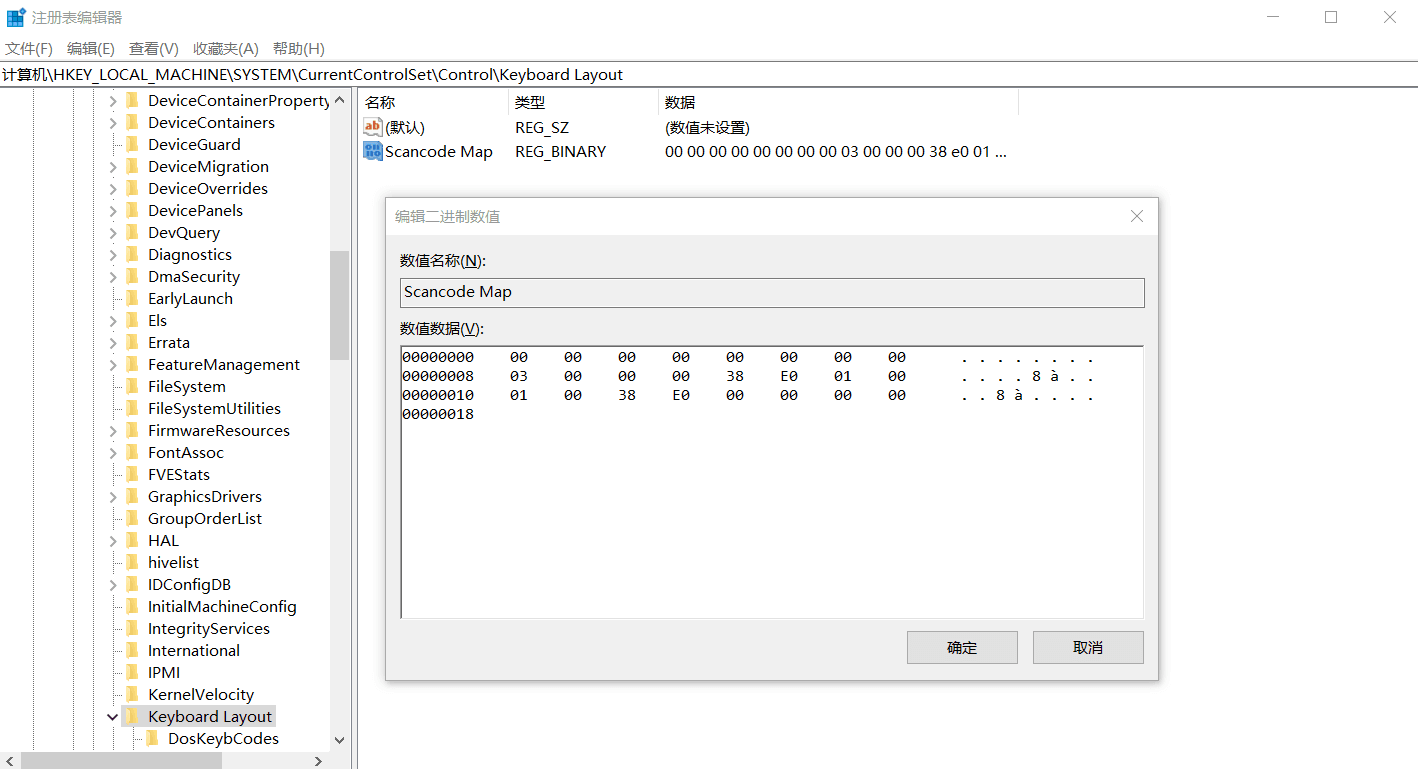 注册表编辑器
文件(F) 编辑(E) 查看(V) 收藏夹(A) 帮助(H)
计算机\HKEY_LOCAL_MACHINE\SYSTEM\CurrentControlSet\Control\Keyboard Layout
DeviceContainerProperty
DeviceContainers
DeviceGuard
DeviceMigration
DeviceOverrides
DevicePanels
DevQuery
Diagnostics
DmaSecurity
EarlyLaunch
Els
Errata
FeatureManagement
FileSystem
FileSystemUtilities
FirmwareResources
FontAssoc
FVEStats
GraphicsDrivers
GroupOrderList
HAL
hivelist
IDConfigDB
InitialMachineConfig
IntegrityServices
International
IPMI
KernelVelocity
Keyboard Layout
DosKeybCodes
名称 类型 数据
ab (默认) REG_SZ (数值未设置)
Scancode Map REG_BINARY 00 00 00 00 00 00 00 00 03 00 00 00 38 e0 01 ...
编辑二进制数值
数值名称(N):
Scancode Map
数值数据(V):
00000000 00 00 00 00 00 00 00 00 . . . . . . . .
00000008 03 00 00 00 38 E0 01 00 . . . . 8 à . .
00000010 01 00 38 E0 00 00 00 00 . . 8 à . . . .
00000018
确定 取消